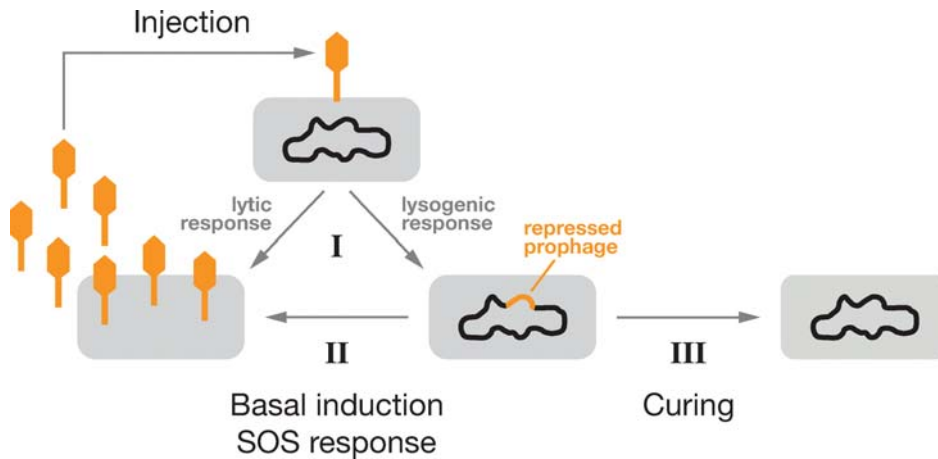 Injection
lytic
response
lysogenic
response
I
repressed
prophage
II
III
Basal induction
SOS response
Curing